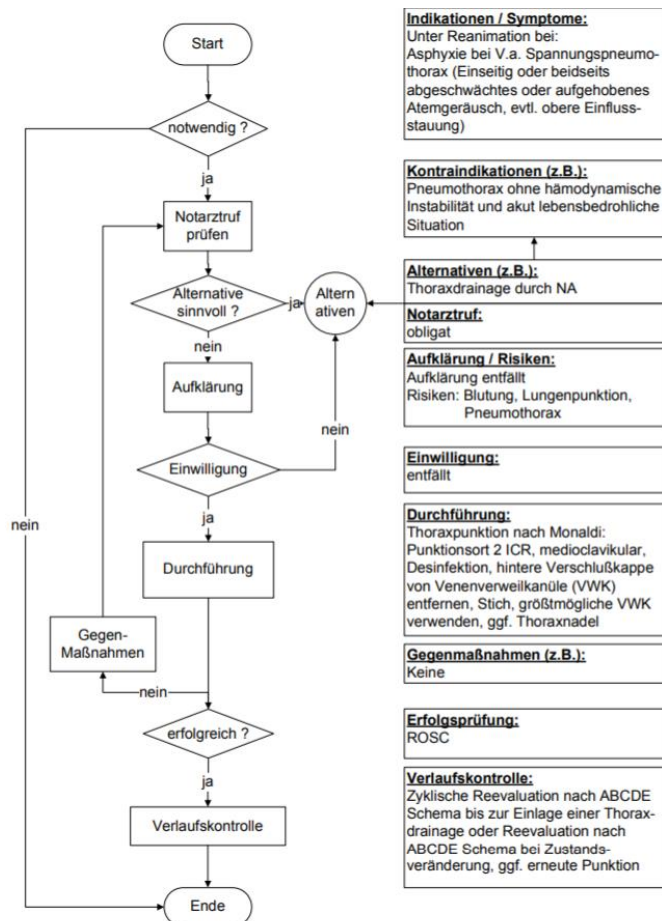 Start
notwendig ?
ja
Notarztruf
prüfen
Alternative
sinnvoll ?
ja
Altern
ativen
nein
Aufklärung
nein
Einwilligung
nein
ja
Durchführung
Gegen-
Maßnahmen
nein
erfolgreich ?
ja
Verlaufskontrolle
Ende
Indikationen / Symptome:
Unter Reanimation bei:
Asphyxie bei V.a. Spannungspneumo-
thorax (Einseitig oder beidseits
abgeschwächtes oder aufgehobenes
Atemgeräusch, evtl. obere Einfluss-
stauung)
Kontraindikationen (z.B.):
Pneumothorax ohne hämodynamische
Instabilität und akut lebensbedrohliche
Situation
Alternativen (z.B.):
Thoraxdrainage durch NA
Notarztruf:
obligat
Aufklärung / Risiken:
Aufklärung entfällt
Risiken: Blutung, Lungenpunktion,
Pneumothorax
Einwilligung:
entfällt
Durchführung:
Thoraxpunktion nach Monaldi:
Punktionsort 2 ICR, medioclavikular,
Desinfektion, hintere Verschlußkappe
von Venenverweilkanüle (VWK)
entfernen, Stich, größtmögliche VWK
verwenden, ggf. Thoraxnadel
Gegenmaßnahmen (z.B.):
Keine
Erfolgsprüfung:
ROSC
Verlaufskontrolle:
Zyklische Reevaluation nach ABCDE
Schema bis zur Einlage einer Thorax-
drainage oder Reevaluation nach
ABCDE Schema bei Zustands-
veränderung, ggf. erneute Punktion